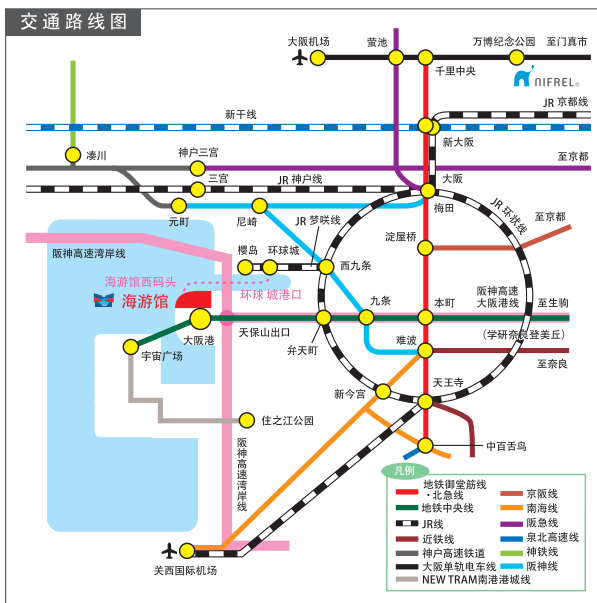 交通路线图
大阪机场
萤池
万博纪念公园
至门真市
千里中央
nifrel®
JR 京都线
新干线
新大阪
湊川
神户三宫
至京都
三宫
JR 神户线
大阪
梅田
元町
尼崎
JR 梦咲线
JR 环状线
至京都
淀屋桥
阪神高速湾岸线
樱岛
环球城
西九条
海游馆西码头
环球 城港口
海游馆
九条
本町
阪神高速
大阪港线
至生驹
大阪港
天保山出口
弁天町
难波
(学研奈良登美丘)
至奈良
宇宙广场
新今宫
天王寺
住之江公园
阪神高速湾岸线
中百舌鸟
关西国际机场
凡例
地铁御堂筋线
・北急线
地铁中央线
JR线
近铁线
神户高速铁道
大阪单轨电车线
NEW TRAM南港港城线
京阪线
南海线
阪急线
泉北高速线
神铁线
阪神线